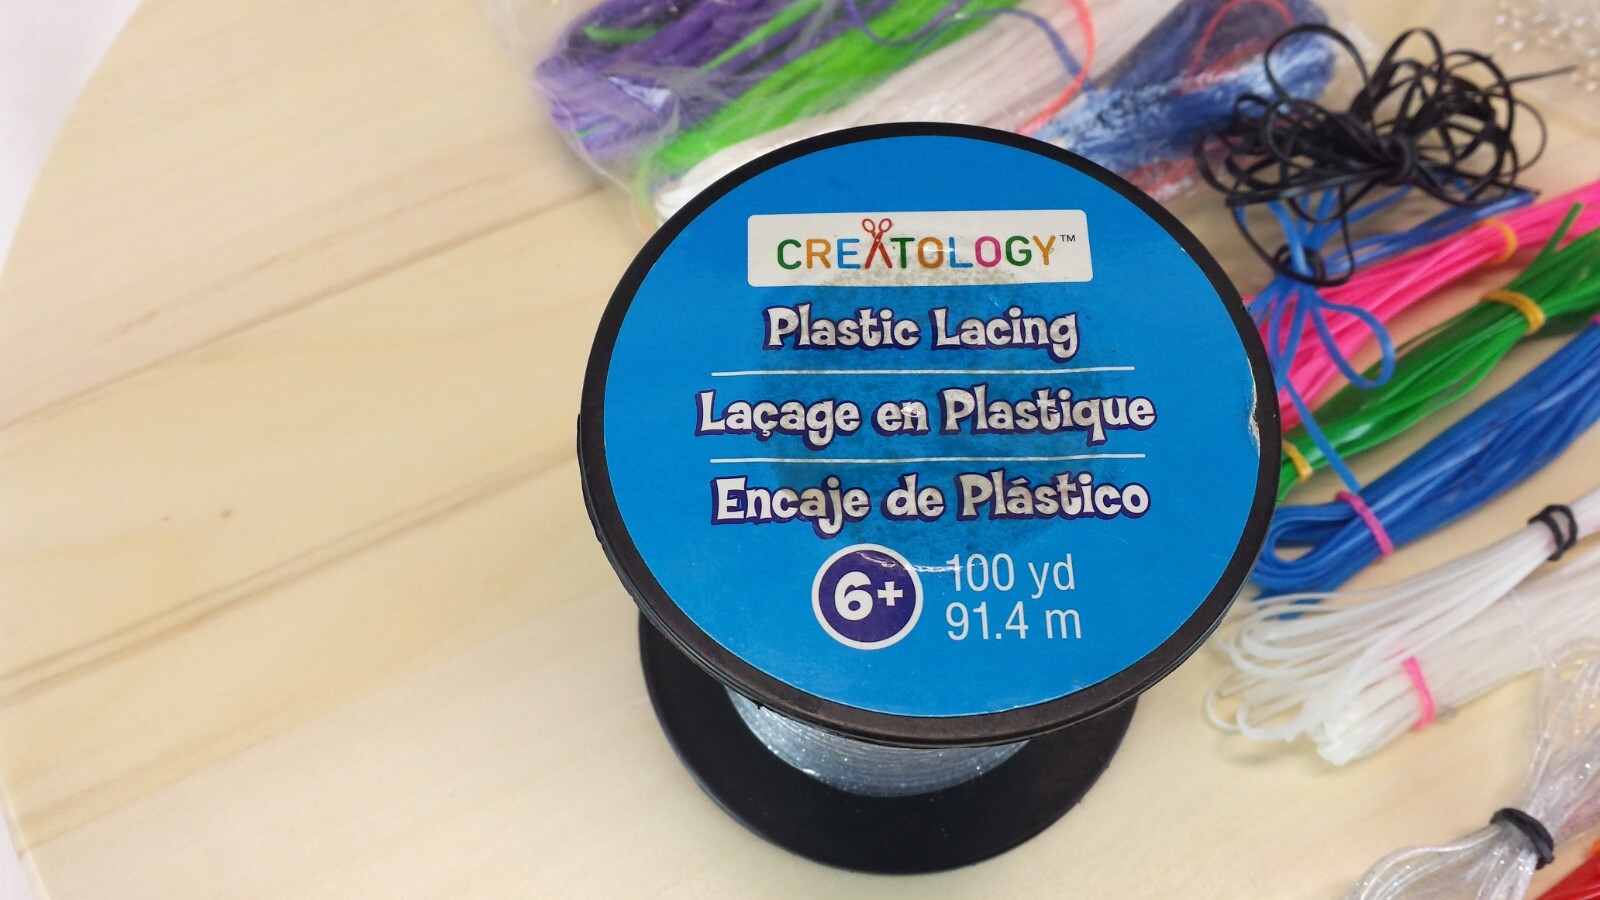 CREATOLOGY™
Plastic Lacing
Laçage en Plastique
Encaje de Plástico
6+
100 yd
91.4 m